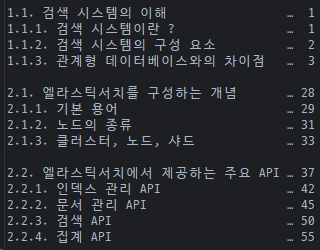 1.1. 검색 시스템의 이해 … 1
1.1.1. 검색 시스템이란 ? … 1
1.1.2. 검색 시스템의 구성 요소 … 2
1.1.3. 관계형 데이터베이스와의 차이점 … 3
2.1. 엘라스틱서치를 구성하는 개념 … 28
2.1.1. 기본 용어 … 29
2.1.2. 노드의 종류 … 31
2.1.3. 클러스터, 노드, 샤드 … 33
2.2. 엘라스틱서치에서 제공하는 주요 API … 37
2.2.1. 인덱스 관리 API … 42
2.2.2. 문서 관리 API … 45
2.2.3. 검색 API … 50
2.2.4. 집계 API … 55